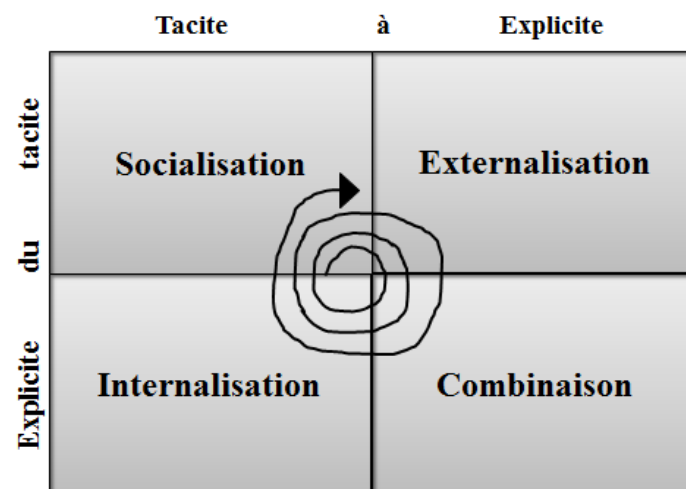 Tacite à Explicite
tacite
Socialisation
Externalisation
du
Explicite
Internalisation
Combinaison